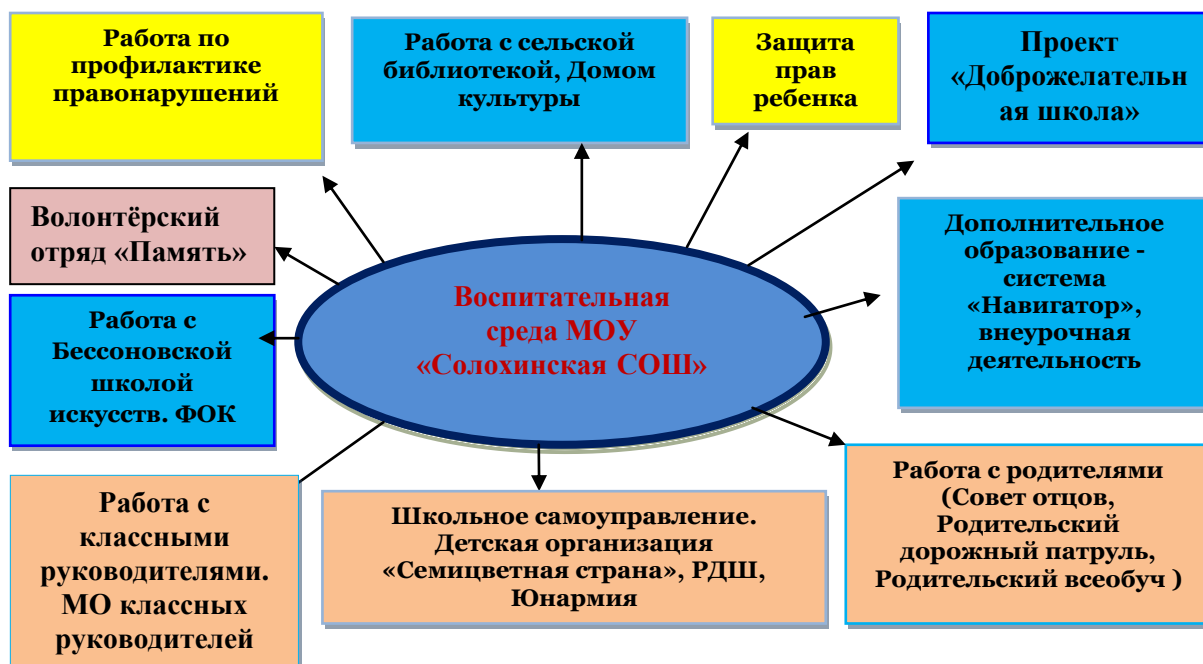 Работа по
профилактике
правонарушений
Работа с сельской
библиотекой, Домом
культуры
Защита
прав
ребенка
Проект
«Доброжелательн
ая школа»
Волонтёрский
отряд «Память»
Дополнительное
образование -
система
«Навигатор»,
внеурочная
деятельность
Воспитательная
среда МОУ
«Солохинская СОШ»
Работа с
Бессоновской
школой
искусств. ФОК
Работа с
классными
руководителями.
МО классных
руководителей
Школьное самоуправление.
Детская организация
«Семицветная страна», РДШ,
Юнармия
Работа с родителями
(Совет отцов,
Родительский
дорожный патруль,
Родительский всеобуч )